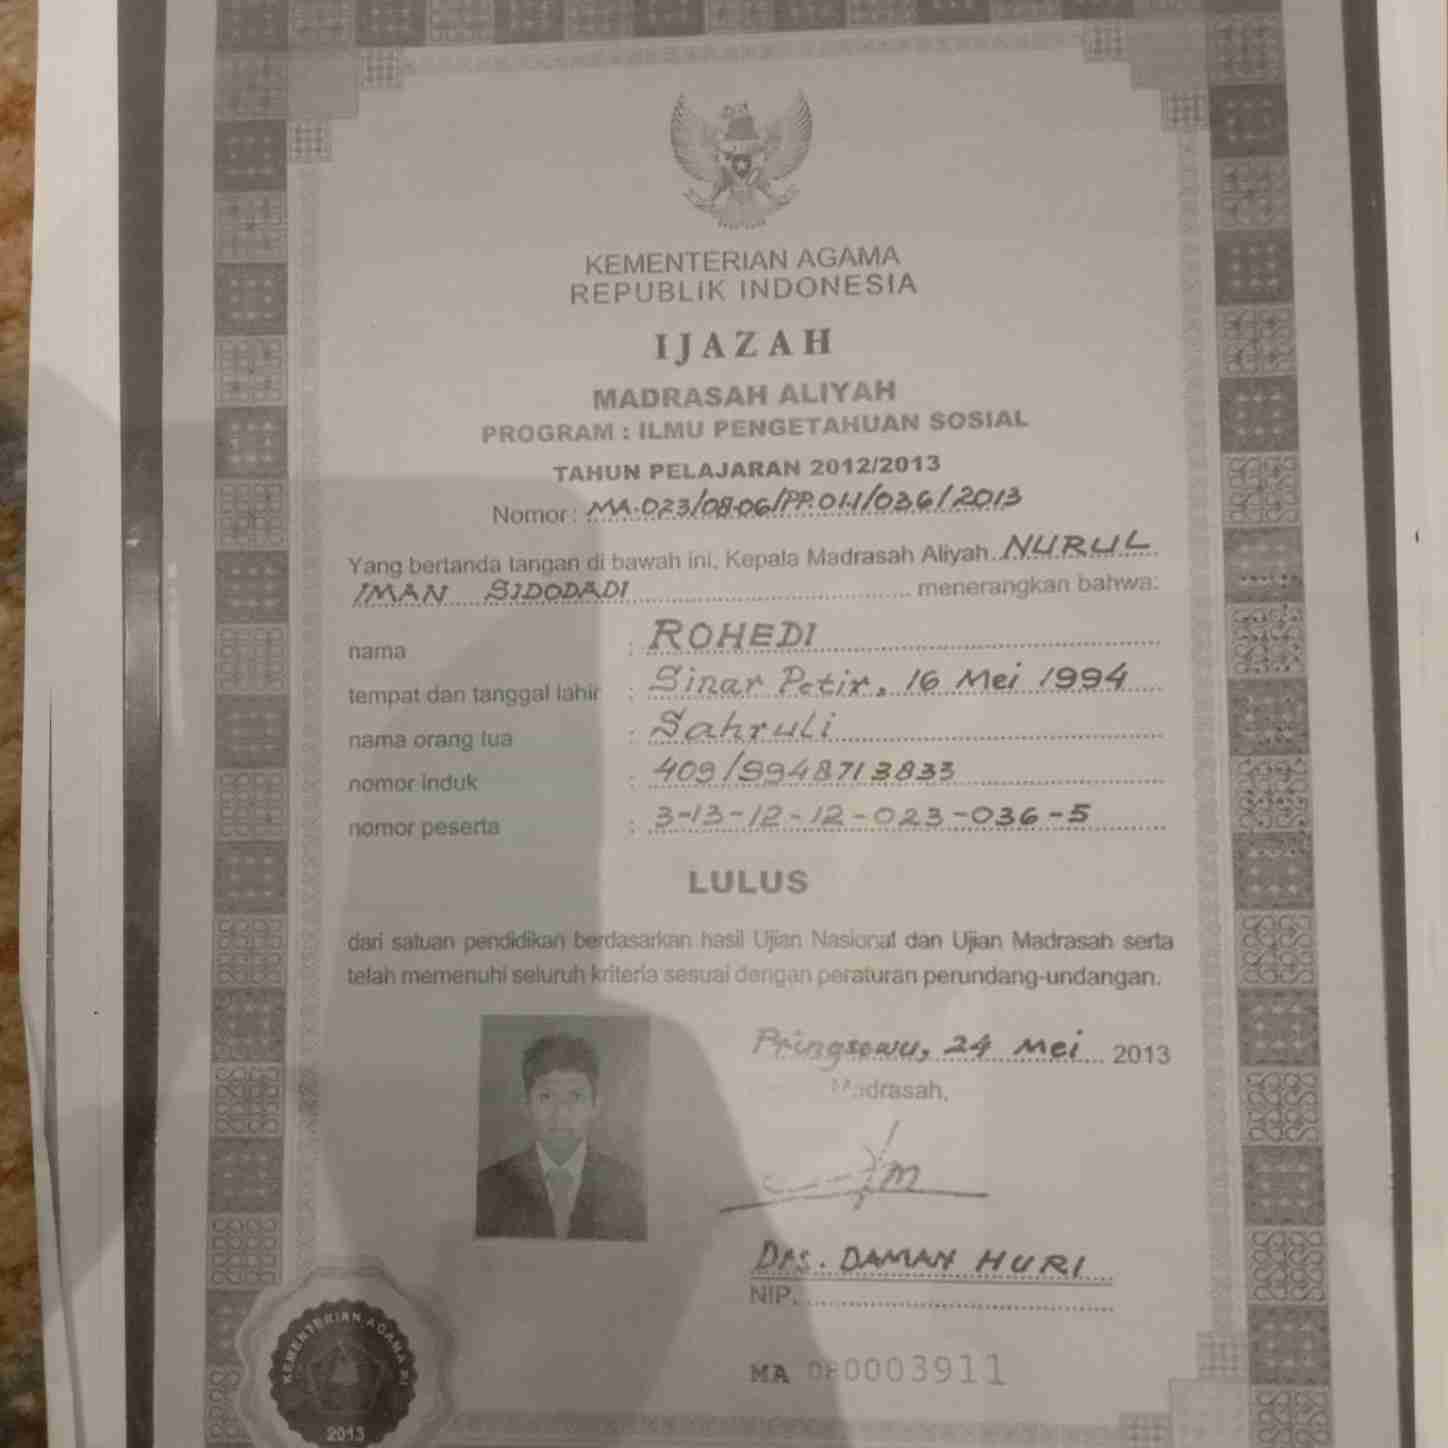 KEMENTERIAN AGAMA
REPUBLIK INDONESIA
IJAZAH
MADRASAH ALIYAH
PROGRAM : ILMU PENGETAHUAN SOSIAL
TAHUN PELAJARAN 2012/2013
Nomor : MA.023/08.06/PP.01.1/036/2013
Yang bertanda tangan di bawah ini, Kepala Madrasah Aliyah NURUL
IMAN SIDODADI menerangkan bahwa:
nama : ROHEDI
tempat dan tanggal lahir : Sinar Petir, 16 Mei 1994
nama orang tua : Sahruli
nomor induk : 409/9948713833
nomor peserta : 3-13-12-12-023-036-5
LULUS
dari satuan pendidikan berdasarkan hasil Ujian Nasional dan Ujian Madrasah serta
telah memenuhi seluruh kriteria sesuai dengan peraturan perundang-undangan.
Pringsewu, 24 Mei 2013
Madrasah,
Drs. DAMAN HURI
NIP.
MA 080003911
KEMENTERIAN AGAMA RI
2013